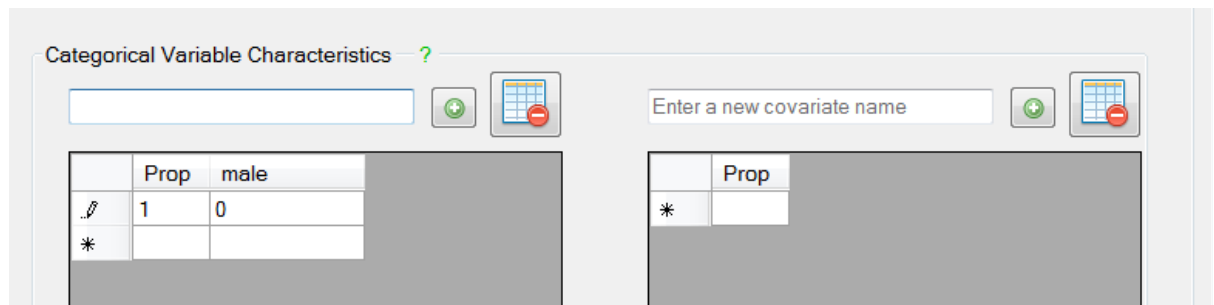 Categorical Variable Characteristics ?
Enter a new covariate name
Prop male
1 0
*
Prop
*